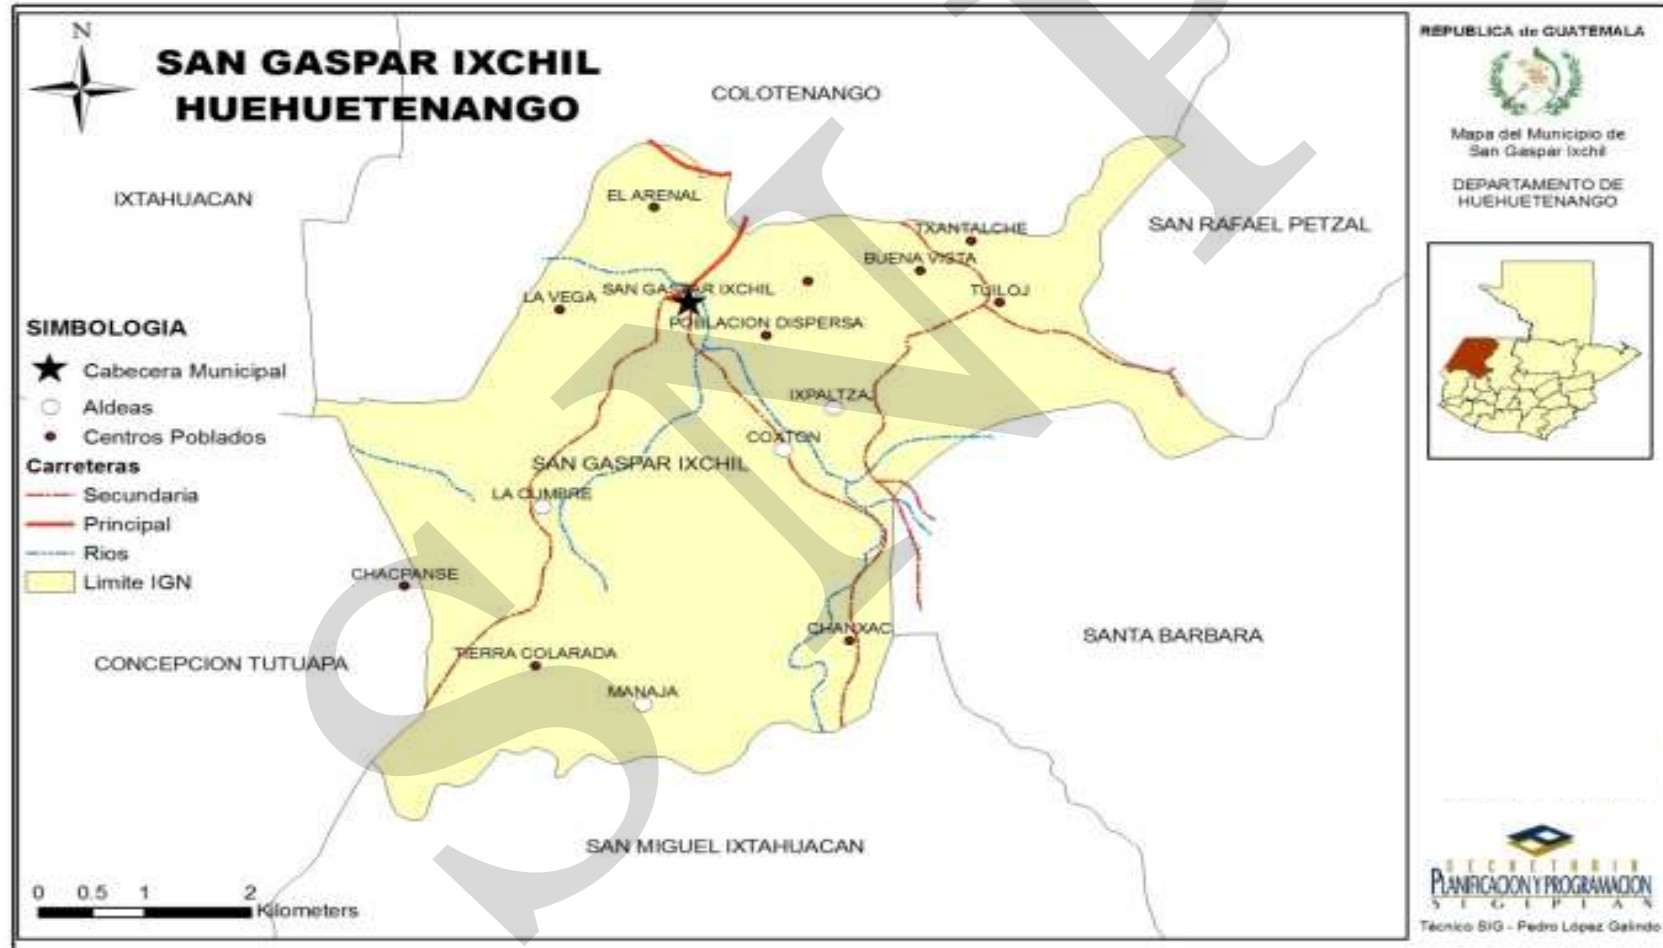 N
SAN GASPAR IXCHIL
HUEHUETENANGO
COLOTENANGO
IXTAHUACAN
SAN RAFAEL PETZAL
EL ARENAL
TXANTALCHE
BUENA VISTA
TUILOJ
LA VEGA
SAN GASPAR IXCHIL
POBLACION DISPERSA
IXPALTZA
COXTON
SAN GASPAR IXCHIL
LA CUMBRE
CHACPANSE
CHANXAC
TIERRA COLARADA
MANAJA
CONCEPCION TUTUAPA
SANTA BARBARA
SAN MIGUEL IXTAHUACAN
SIMBOLOGIA
Cabecera Municipal
Aldeas
Centros Poblados
Carreteras
Secundaria
Principal
Rios
Limite IGN
0 0.5 1 2
Kilometers
REPUBLICA de GUATEMALA
Mapa del Municipio de
San Gaspar Ixchil
DEPARTAMENTO DE
HUEHUETENANGO
SECRETARIA
PLANIFICACION Y PROGRAMACION
SEGEPLAN
Técnico SIG - Pedro López Galindo